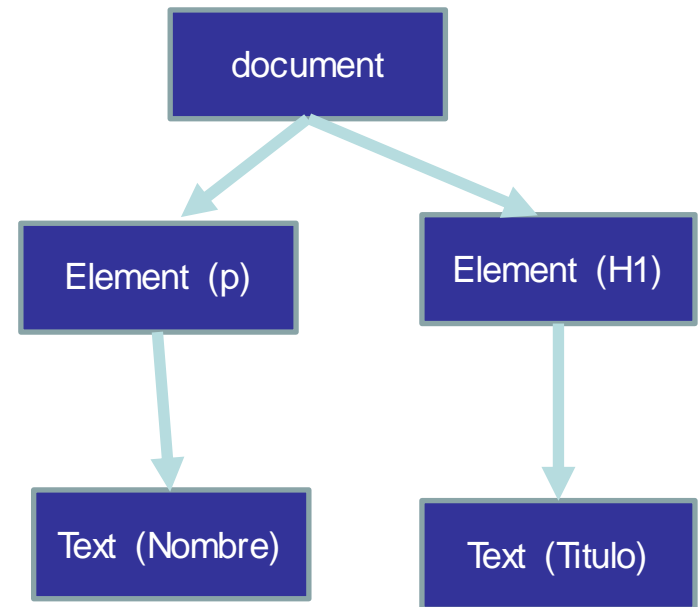 document
Element (p)
Element (H1)
Text (Nombre)
Text (Titulo)